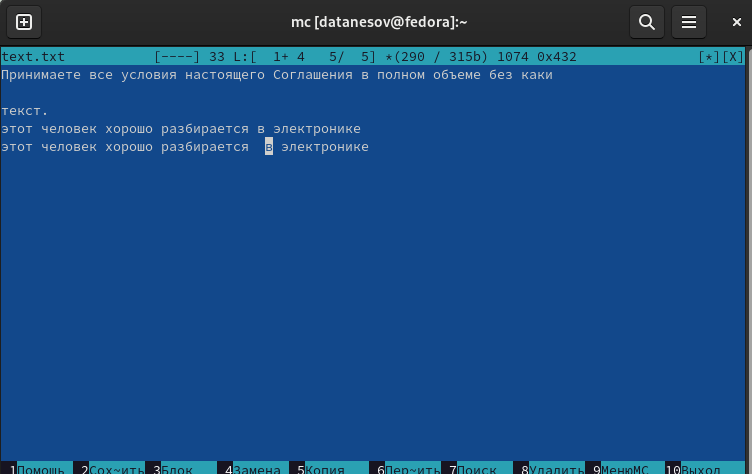 mc [datanesov@fedora]:~
text.txt [----] 33 L:[ 1+ 4 5/ 5] *(290 / 315b) 1074 0x432 [*][X]
Принимаете все условия настоящего Соглашения в полном объеме без каки
текст.
этот человек хорошо разбирается в электронике
этот человек хорошо разбирается  в электронике
1Помощь 2Сох~ить 3Блок 4Замена 5Копия 6Пер~ить 7Поиск 8Удалить 9МенюMC 10Выход